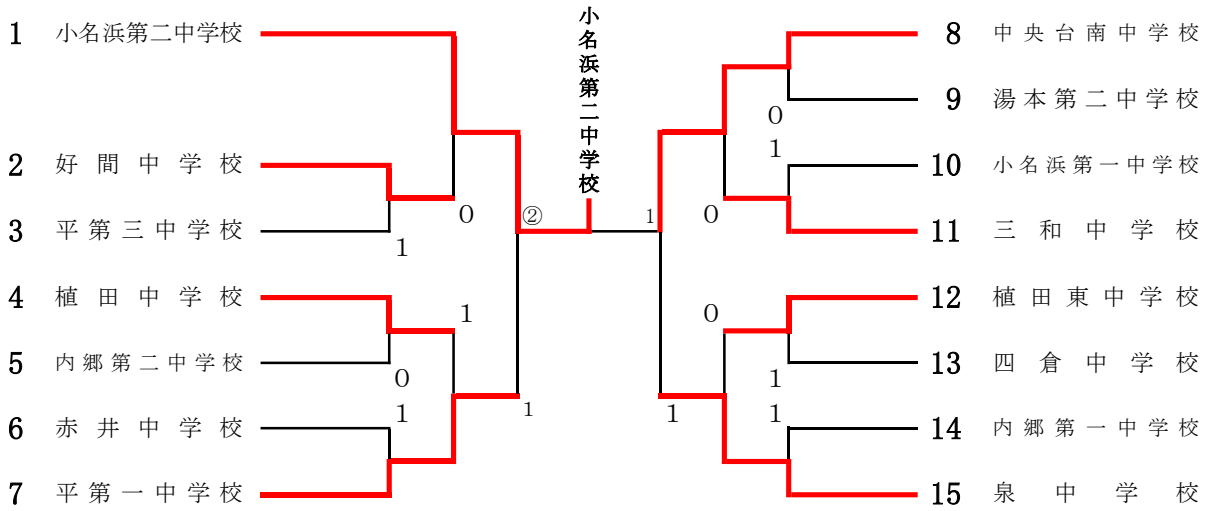 小名浜第二中学校
1 小名浜第二中学校
2 好間中学校
0
3 平第三中学校
1
②
4 植田中学校
1
5 内郷第二中学校
0
1
6 赤井中学校
1
7 平第一中学校
8 中央台南中学校
9 湯本第二中学校
0
1
10 小名浜第一中学校
0
1
11 三和中学校
12 植田東中学校
0
13 四倉中学校
1
1
1
14 内郷第一中学校
15 泉中学校